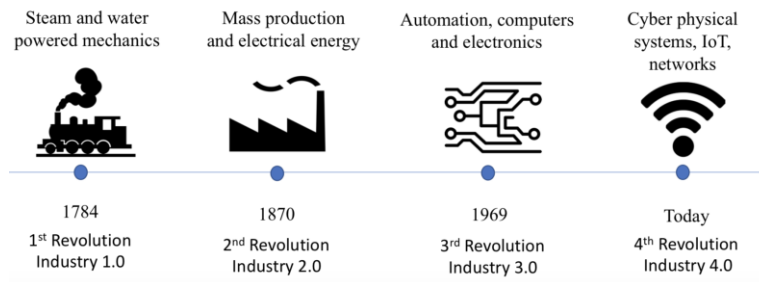 Steam and water
powered mechanics
Mass production
and electrical energy
Automation, computers
and electronics
Cyber physical
systems, IoT,
networks
1784
1st Revolution
Industry 1.0
1870
2nd Revolution
Industry 2.0
1969
3rd Revolution
Industry 3.0
Today
4th Revolution
Industry 4.0